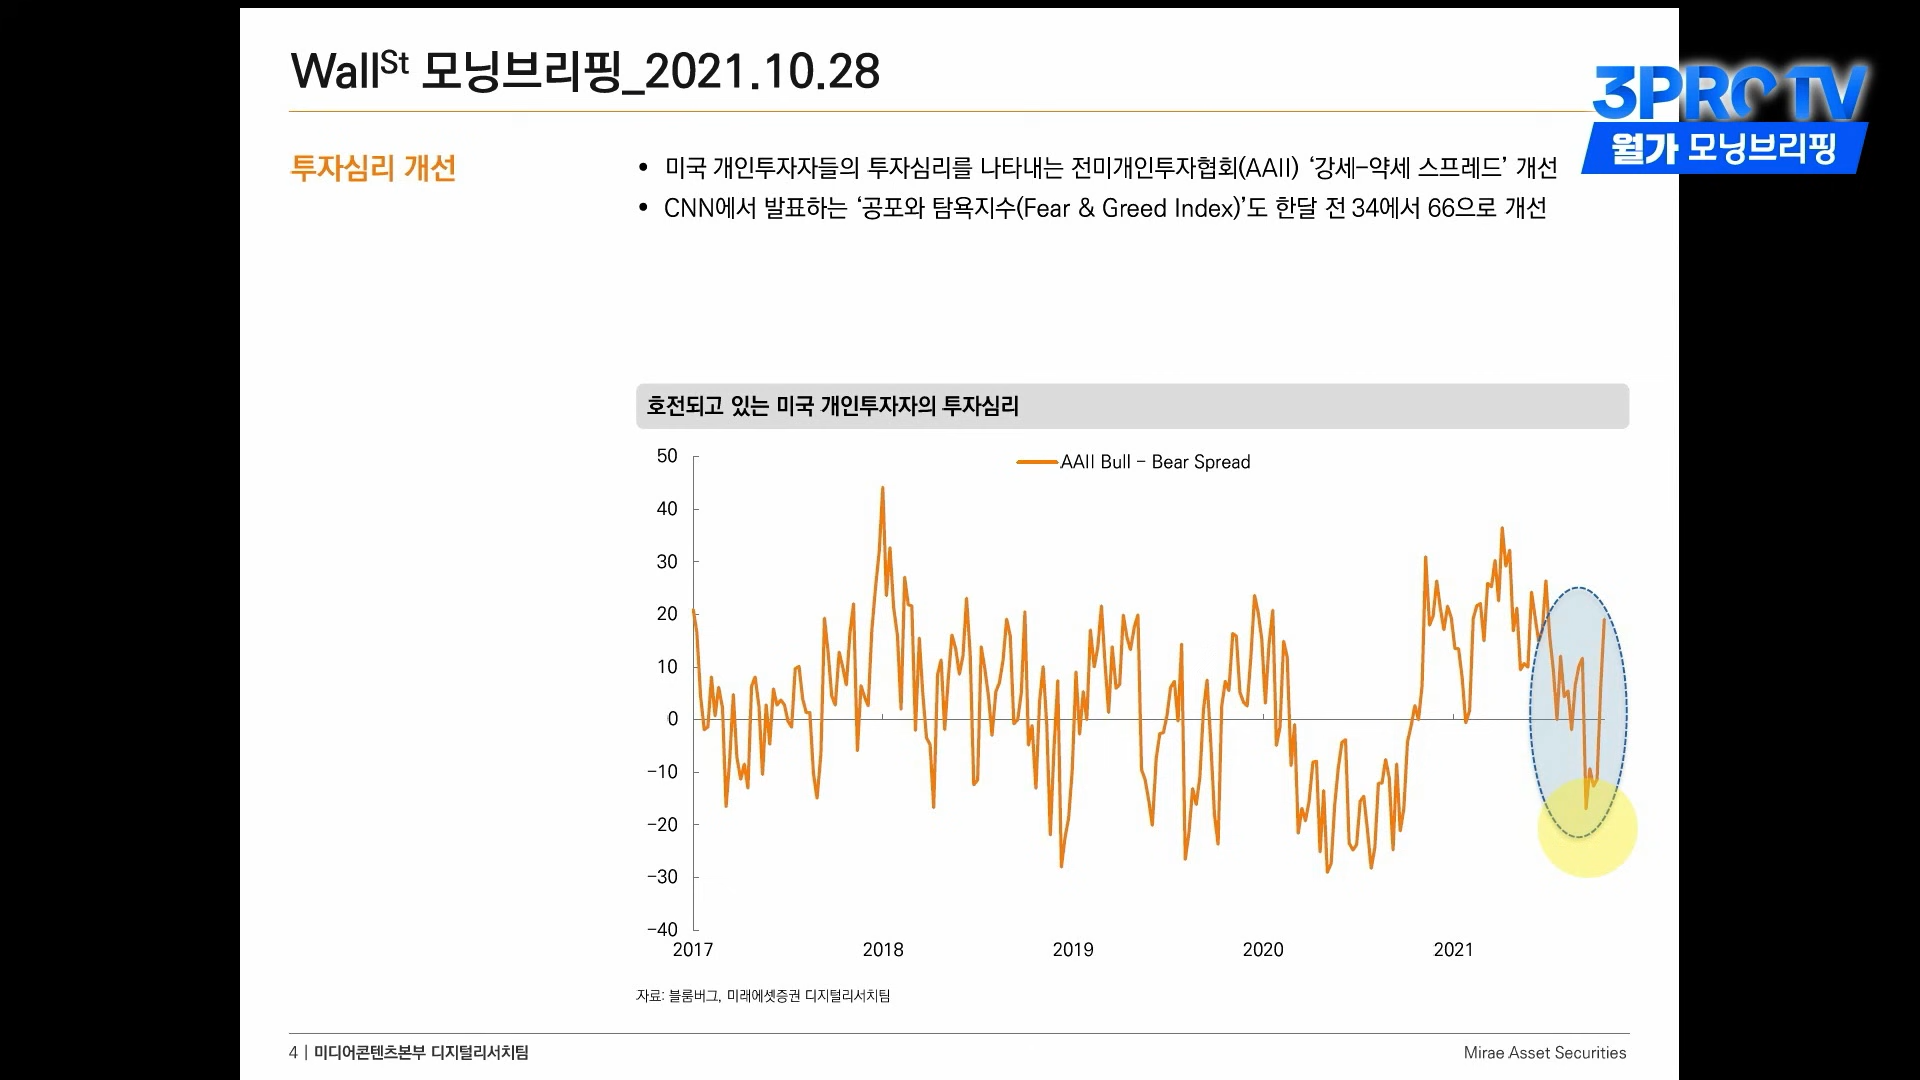 Wall St 모닝브리핑_2021.10.28
3PRO TV
월가 모닝브리핑
투자심리 개선
• 미국 개인투자자들의 투자심리를 나타내는 전미개인투자협회(AAII) ‘강세-약세 스프레드’ 개선
• CNN에서 발표하는 ‘공포와 탐욕지수(Fear & Greed Index)’도 한달 전 34에서 66으로 개선
호전되고 있는 미국 개인투자자의 투자심리
AAII Bull - Bear Spread
50
40
30
20
10
0
-10
-20
-30
-40
2017 2018 2019 2020 2021
자료: 블룸버그, 미래에셋증권 디지털리서치팀
4 | 미디어콘텐츠본부 디지털리서치팀
Mirae Asset Securities